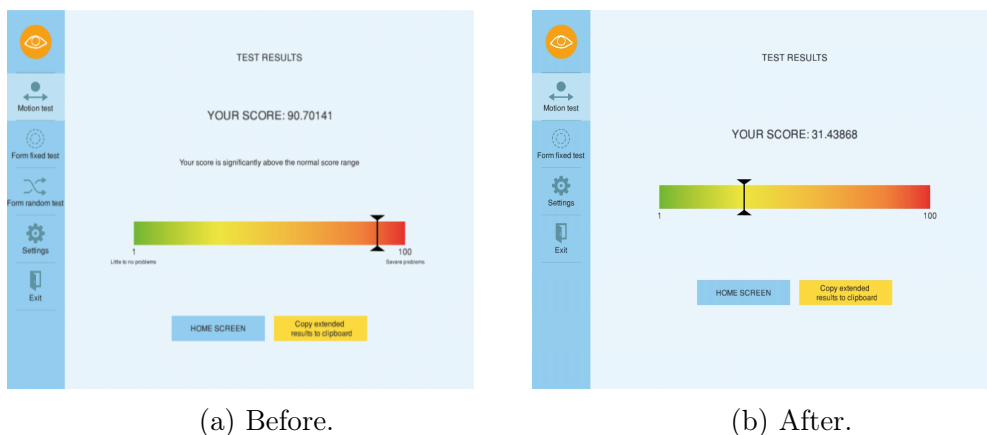 TEST RESULTS
Motion test
YOUR SCORE: 90.70141
Form fixed test
Your score is significantly above the normal score range
Form random test
Settings
1
100
Little to no problems
Severe problems
Exit
HOME SCREEN
Copy extended
results to clipboard
(a) Before.
TEST RESULTS
Motion test
YOUR SCORE: 31.43868
Form fixed test
Settings
1
100
Exit
HOME SCREEN
Copy extended
results to clipboard
(b) After.